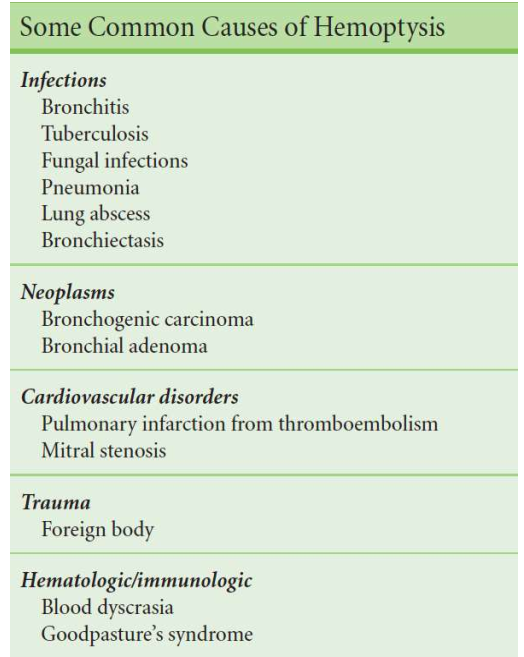 Some Common Causes of Hemoptysis
Infections
Bronchitis
Tuberculosis
Fungal infections
Pneumonia
Lung abscess
Bronchiectasis
Neoplasms
Bronchogenic carcinoma
Bronchial adenoma
Cardiovascular disorders
Pulmonary infarction from thromboembolism
Mitral stenosis
Trauma
Foreign body
Hematologic/immunologic
Blood dyscrasia
Goodpasture’s syndrome